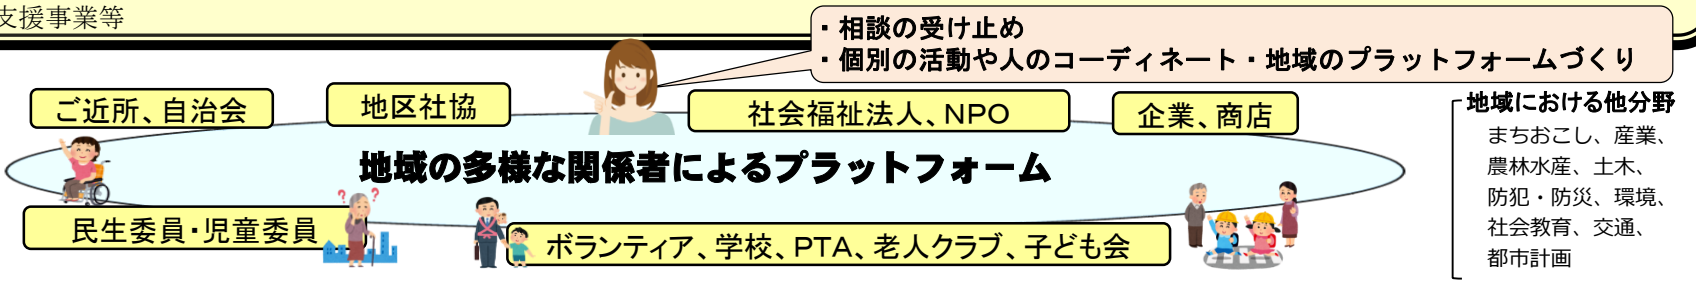 支援事業等
・相談の受け止め
・個別の活動や人のコーディネート・地域のプラットフォームづくり
ご近所、自治会
地区社協
社会福祉法人、NPO
企業、商店
地域の多様な関係者によるプラットフォーム
民生委員・児童委員
ボランティア、学校、PTA、老人クラブ、子ども会
地域における他分野
まちおこし、産業、
農林水産、土木、
防犯・防災、環境、
社会教育、交通、
都市計画